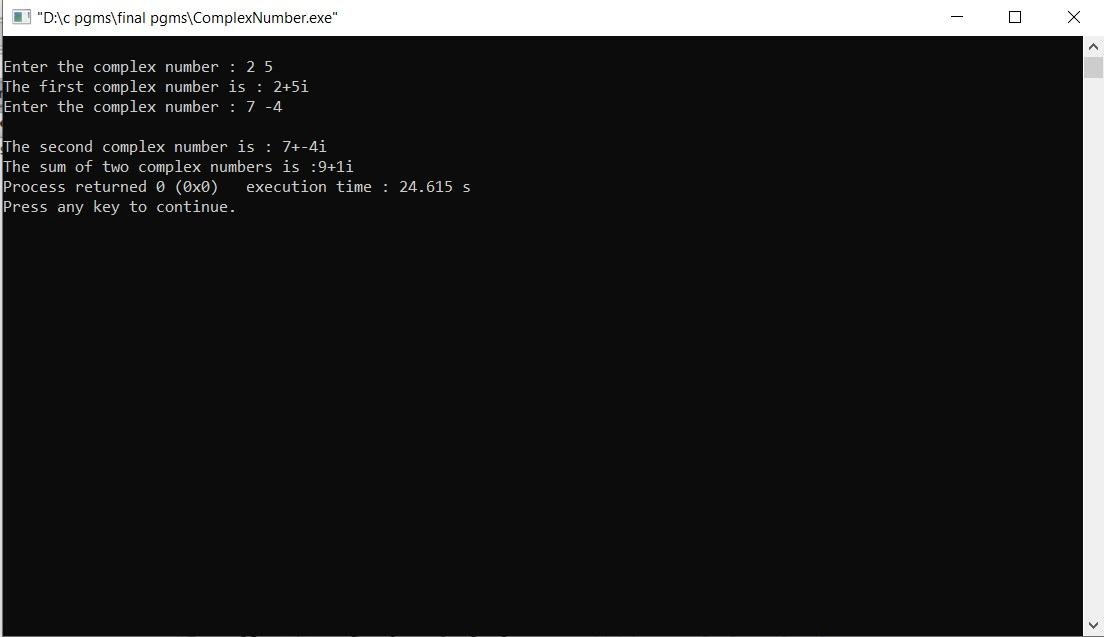 "D:\c pgms\final pgms\ComplexNumber.exe"
Enter the complex number : 2 5
The first complex number is : 2+5i
Enter the complex number : 7 -4
The second complex number is : 7+-4i
The sum of two complex numbers is :9+1i
Process returned 0 (0x0)   execution time : 24.615 s
Press any key to continue.